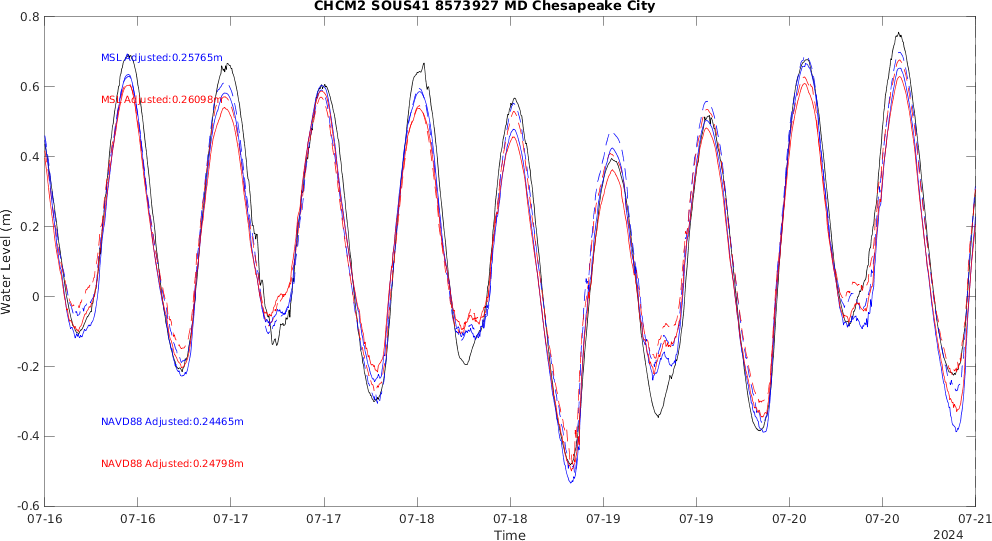 CHCM2 SOUS41 8573927 MD Chesapeake City
0.8
0.6
0.4
0.2
0
-0.2
-0.4
-0.6
Water Level (m)
MSL Adjusted:0.25765m
MSL Adjusted:0.26098m
NAVD88 Adjusted:0.24465m
NAVD88 Adjusted:0.24798m
07-16 07-16 07-17 07-17 07-18 07-18 07-19 07-19 07-20 07-20 07-21
Time
2024